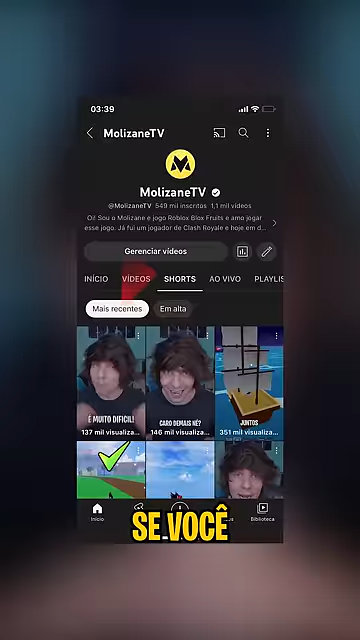 03:39
MolizaneTV
MolizaneTV
@MolizaneTV 549 mil inscritos 1,1 mil vídeos
Oi! Sou o Molizane e jogo Roblox Blox Fruits e amo jogar
esse jogo. Já fui um jogador de Clash Royale e hoje em d...
Gerenciar vídeos
INÍCIO VÍDEOS SHORTS AO VIVO PLAYLIS
Mais recentes Em alta
É MUITO DIFICIL! CARO DEMAIS NÉ? JUNTOS
137 mil visualiza... 146 mil visualiza... 351 mil visualiza...
Início Biblioteca
SE VOCÊ